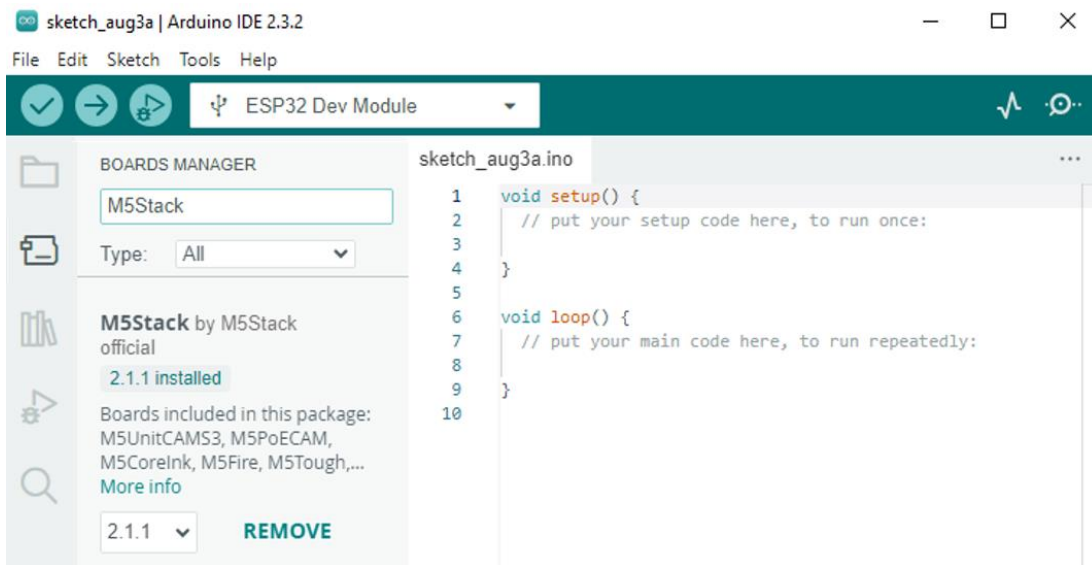 sketch_aug3a | Arduino IDE 2.3.2
File Edit Sketch Tools Help
ESP32 Dev Module
BOARDS MANAGER
M5Stack
Type: All
M5Stack by M5Stack
official
2.1.1 installed
Boards included in this package:
M5UnitCAMS3, M5PoECAM,
M5CoreInk, M5Fire, M5Tough,...
More info
2.1.1 REMOVE
sketch_aug3a.ino
...
1 void setup() {
2 // put your setup code here, to run once:
3
4 }
5
6 void loop() {
7 // put your main code here, to run repeatedly:
8
9 }
10